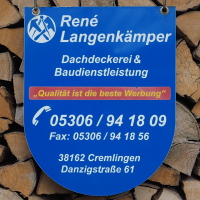 René
Langenkämper
Dachdeckerei &
Baudienstleistung
„Qualität ist die beste Werbung“
05306 / 94 18 09
Fax: 05306 / 94 18 56
38162 Cremlingen
Danzigstraße 61